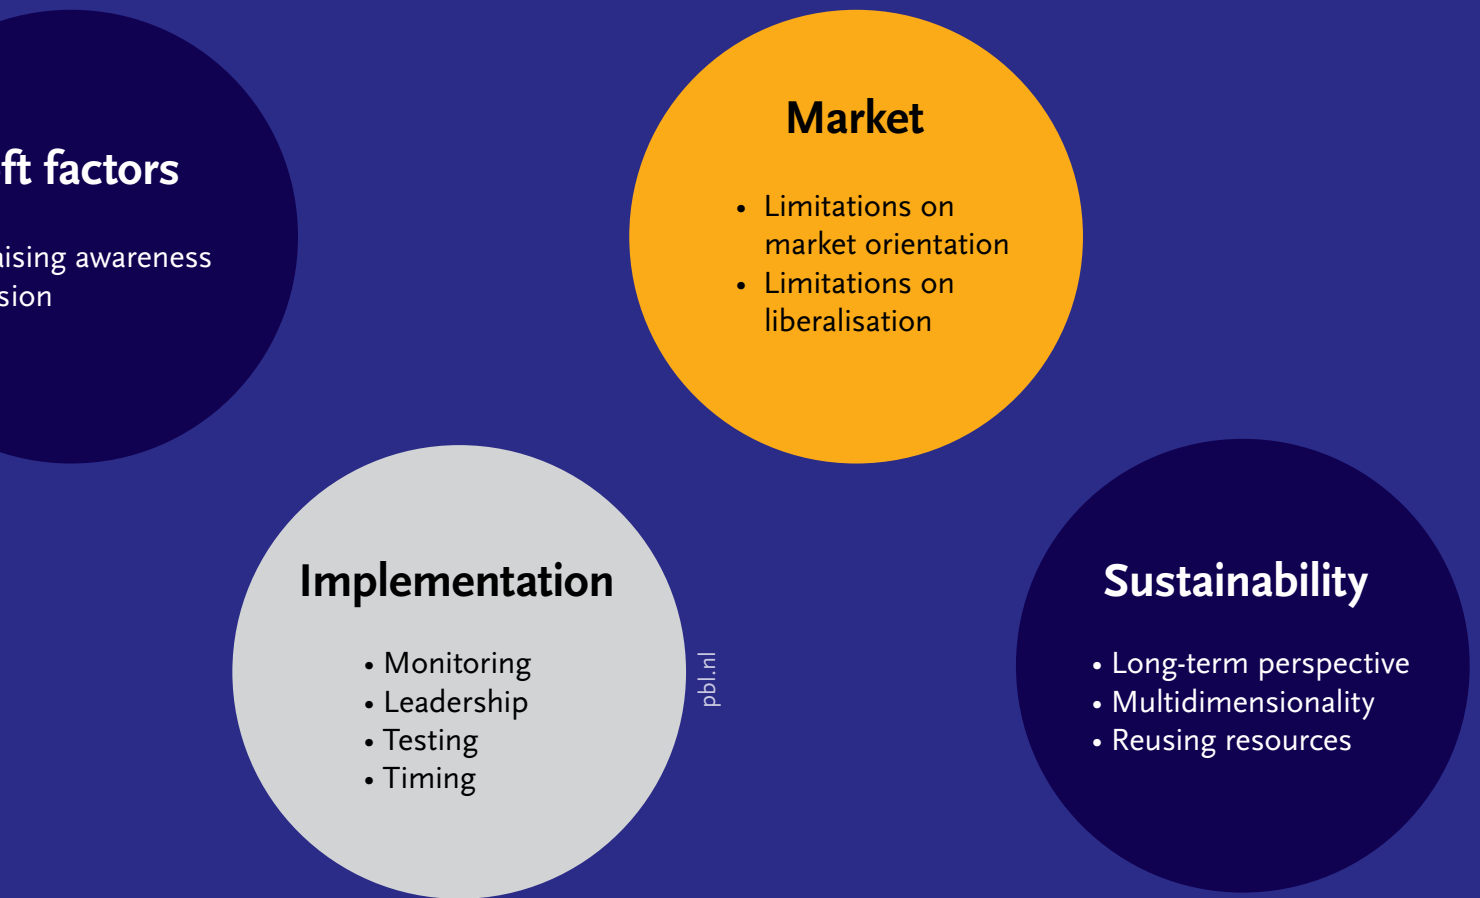 ft factors
aising awareness
sion
Market
• Limitations on
market orientation
• Limitations on
liberalisation
Implementation
• Monitoring
• Leadership
• Testing
• Timing
pbl.nl
Sustainability
• Long-term perspective
• Multidimensionality
• Reusing resources